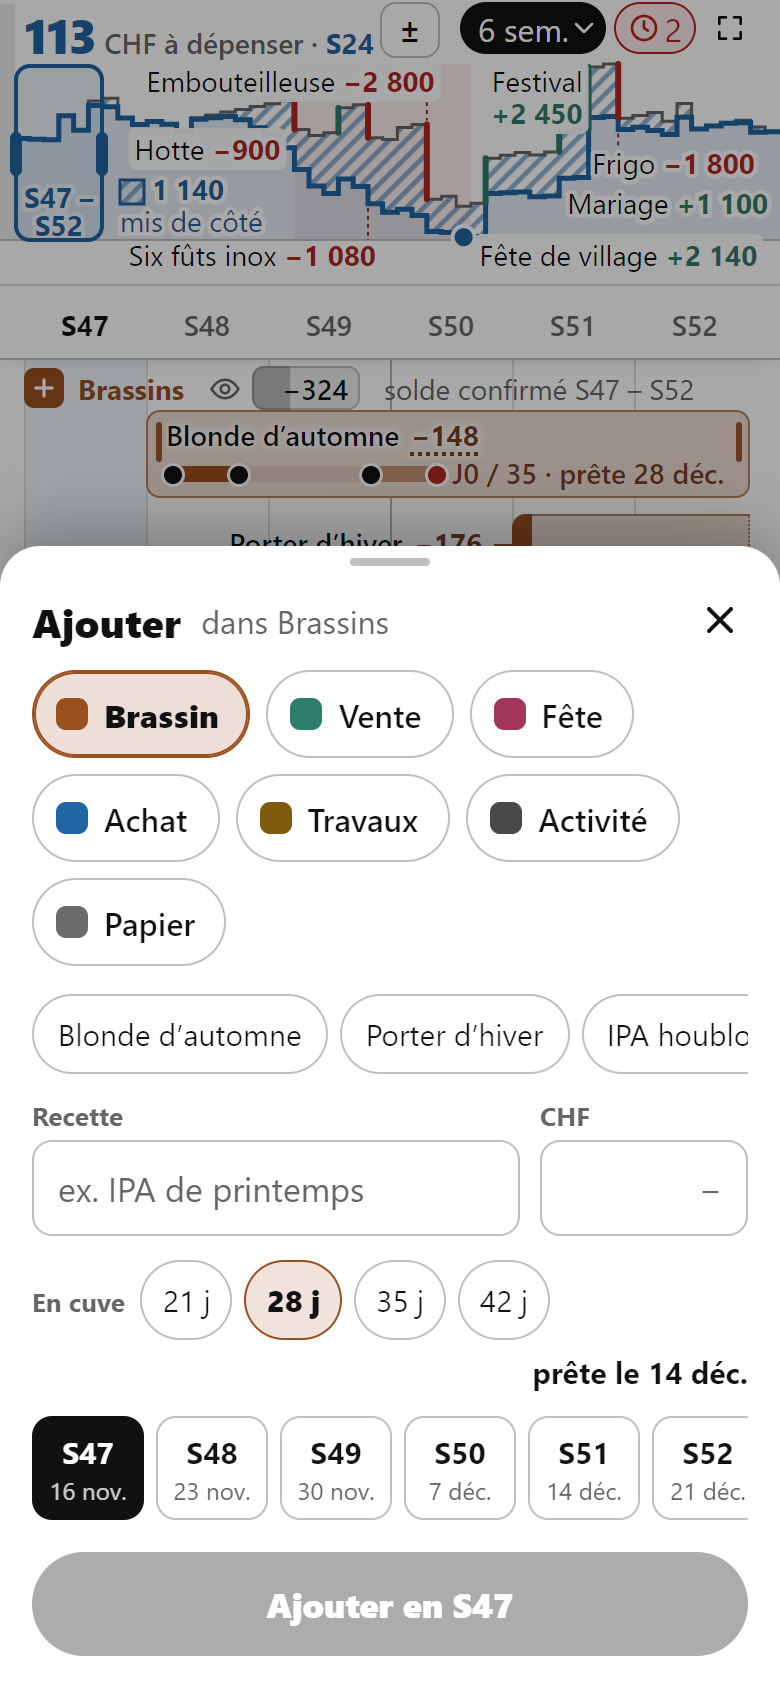 113 CHF à dépenser · S24
±
6 sem.
2
Embouteilleuse −2 800
Festival
+2 450
Hotte −900
Frigo −1 800
S47 –
S52
1 140
mis de côté
Mariage +1 100
Six fûts inox −1 080
Fête de village +2 140
S47 S48 S49 S50 S51 S52
Brassins
−324
solde confirmé S47 – S52
Blonde d’automne −148
J0 / 35 · prête 28 déc.
Porter d’hiver −176
Ajouter dans Brassins
Brassin
Vente
Fête
Achat
Travaux
Activité
Papier
Blonde d’automne
Porter d’hiver
IPA houblo
Recette
CHF
ex. IPA de printemps
–
En cuve
21 j
28 j
35 j
42 j
prête le 14 déc.
S47 S48 S49 S50 S51 S52
16 nov. 23 nov. 30 nov. 7 déc. 14 déc. 21 déc.
Ajouter en S47